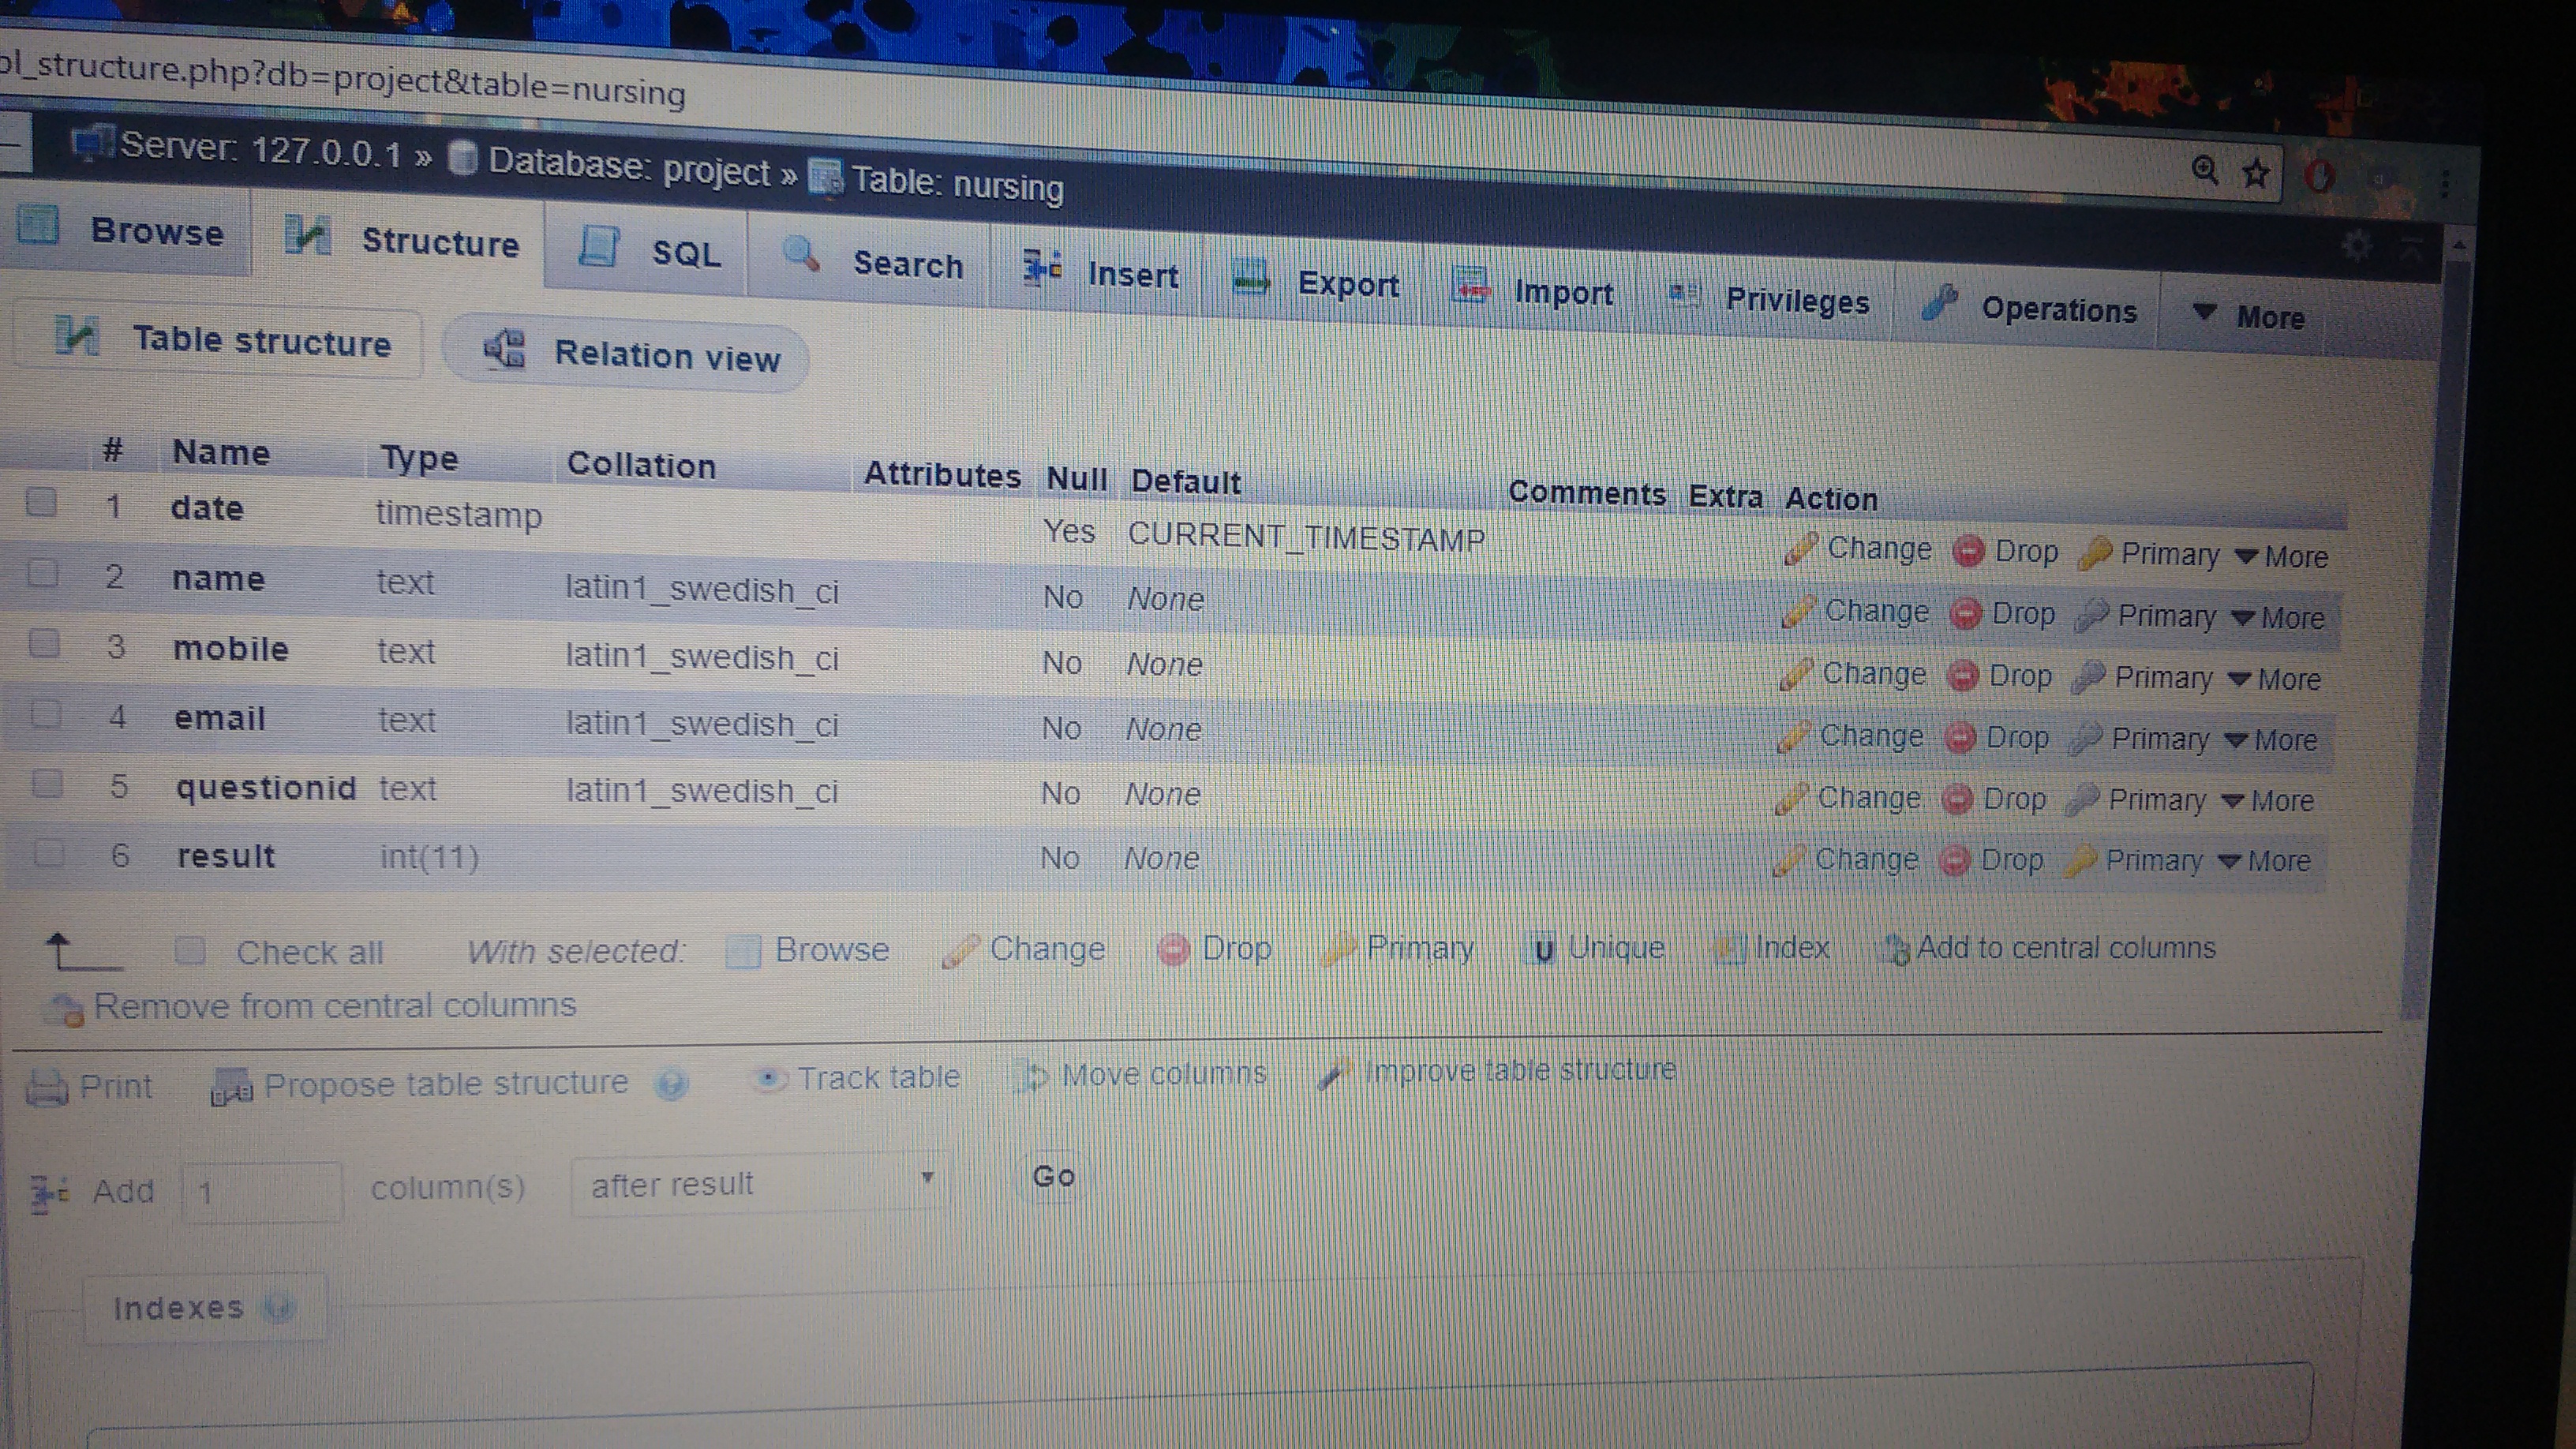 bl_structure.php?db=project&table=nursing
Server: 127.0.0.1 » Database: project » Table: nursing
Browse Structure SQL Search Insert Export Import Privileges Operations More
Table structure Relation view
# Name Type Collation Attributes Null Default Comments Extra Action
1 date timestamp Yes CURRENT_TIMESTAMP Change Drop Primary More
2 name text latin1_swedish_ci No None Change Drop Primary More
3 mobile text latin1_swedish_ci No None Change Drop Primary More
4 email text latin1_swedish_ci No None Change Drop Primary More
5 questionid text latin1_swedish_ci No None Change Drop Primary More
6 result int(11) No None Change Drop Primary More
Check all With selected: Browse Change Drop Primary U Unique Index Add to central columns
Remove from central columns
Print Propose table structure Track table Move columns Improve table structure
Add 1 column(s) after result Go
Indexes